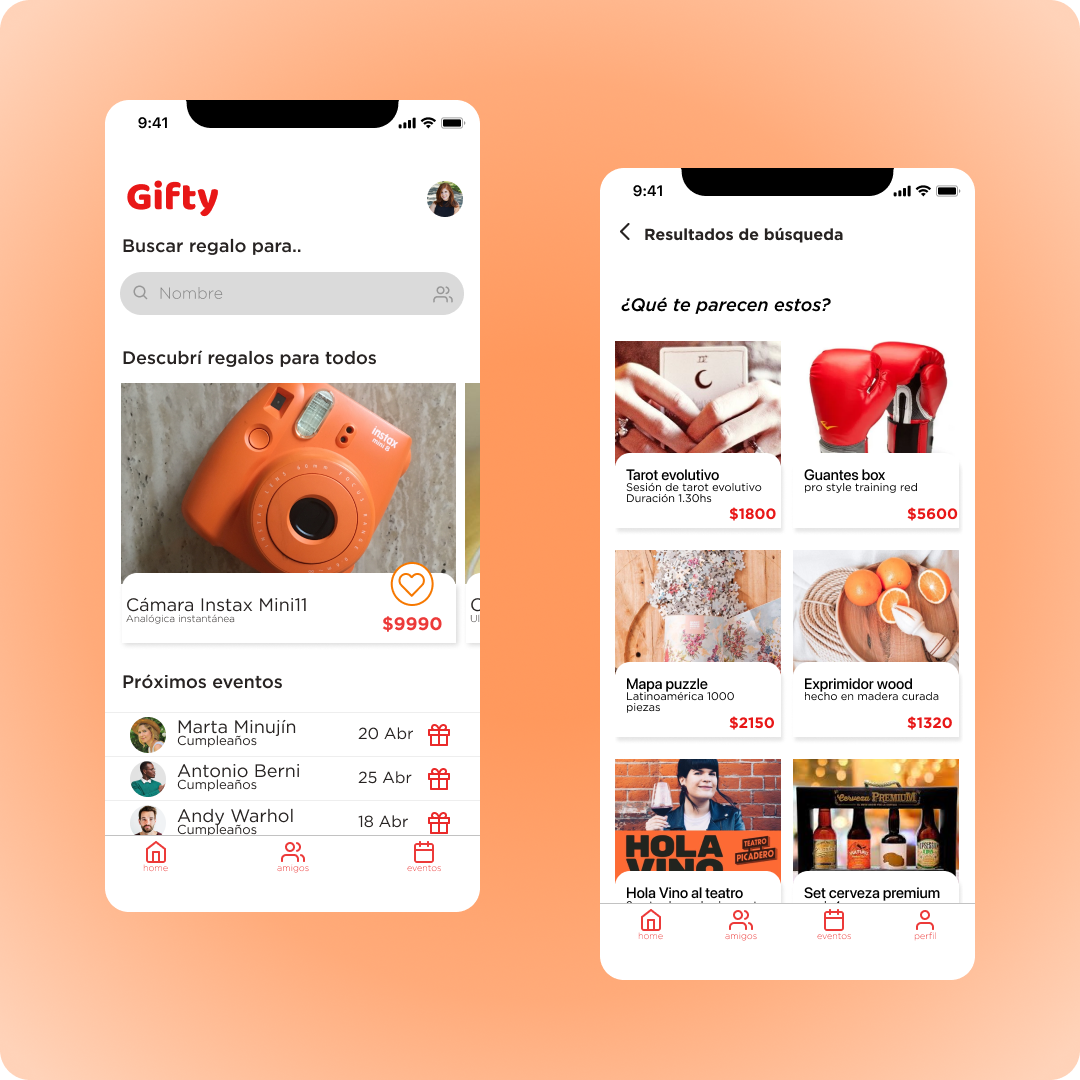 9:41
Gifty
Buscar regalo para..
Nombre
Descubrí regalos para todos
instax
mini 8
Cámara Instax Mini11
Analógica instantánea
$9990
Próximos eventos
Marta Minujín
Cumpleaños
20 Abr
Antonio Berni
Cumpleaños
25 Abr
Andy Warhol
Cumpleaños
18 Abr
home
amigos
eventos
9:41
Resultados de búsqueda
¿Qué te parecen estos?
Tarot evolutivo
Sesión de tarot evolutivo
Duración 1.30hs
$1800
Guantes box
pro style training red
$5600
Mapa puzzle
Latinoamérica 1000
piezas
$2150
Exprimidor wood
hecho en madera curada
$1320
HOLA
VINO
TEATRO
PICADERO
Hola Vino al teatro
Cerveza PREMIUM
Set cerveza premium
home
amigos
eventos
perfil